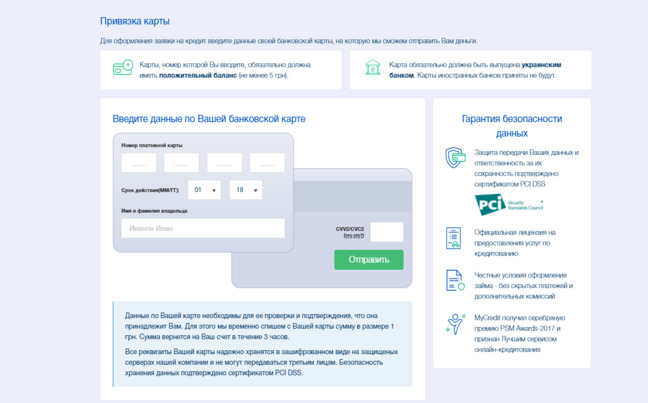 Привязка карты
Для оформления заявки на кредит введите данные своей банковской карты, на которую мы сможем отправить Вам деньги.
Карты, номер которой Вы вводите, обязательно должна
иметь положительный баланс (не менее 5 грн).
Карта обязательно должна быть выпущена украинским
банком. Карты иностранных банков приняты не будут.
Введите данные по Вашей банковской карте
Номер платежной карты
Срок действия(ММ/ГГ):
01
18
Имя и фамилия владельца
Иванов Иван
CVV2/CVC2
Отправить
Данные по Вашей карте необходимы для ее проверки и подтверждения, что она
принадлежит Вам. Для этого мы временно спишем с Вашей карты сумму в размере 1
грн. Сумма вернется на Ваш счет в течение 3 часов.
Все реквизиты Вашей карты надежно хранятся в зашифрованном виде на защищеных
серверах нашей компании и не могут передаваться третьим лицам. Безопасность
хранения данных подтверждено сертификатом PCI DSS.
Гарантия безопасности
данных
Защита передачи Ваших данных и
ответственность за их
сохранность подтверждено
сертификатом PCI DSS
PCI Security
Standards Council
Официальная лицензия на
предоставления услуг по
кредитованию
Честные условия оформления
займа - без скрытых платежей и
дополнительных комиссий
MyCredit получил серебряную
премию PSM Awards-2017 и
признан Лучшим сервисом
онлайн-кредитования